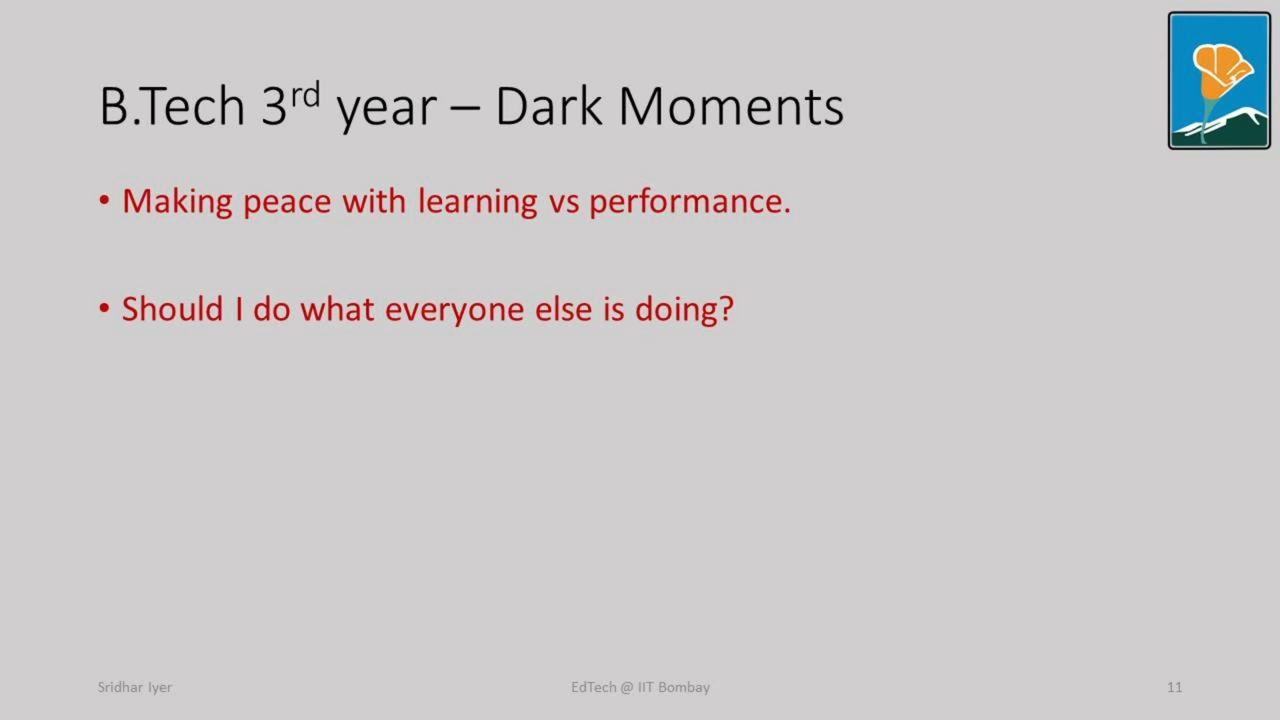 B.Tech 3rd year – Dark Moments
• Making peace with learning vs performance.
• Should I do what everyone else is doing?
Sridhar Iyer
EdTech @ IIT Bombay
11